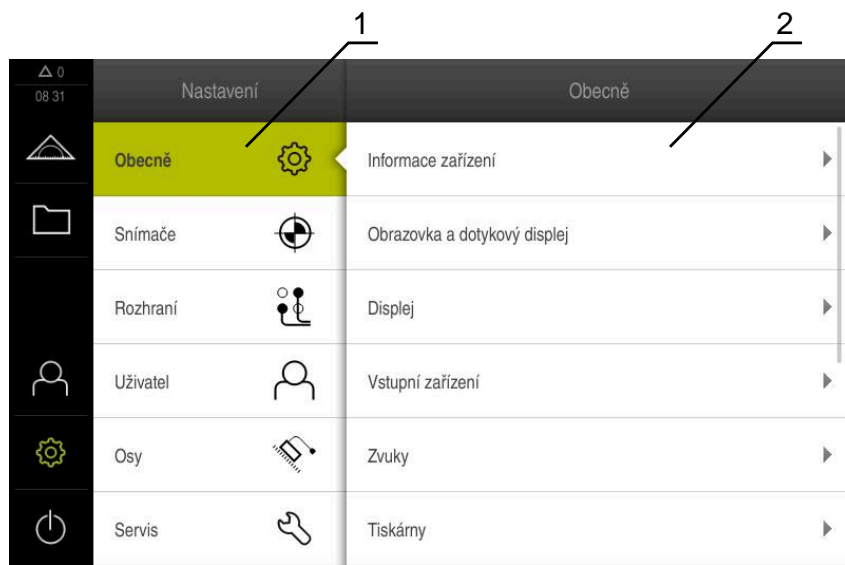 1
2
0
08 31
Nastavení
Obecně
Obecně
Informace zařízení
Snímače
Obrazovka a dotykový displej
Rozhraní
Displej
Uživatel
Vstupní zařízení
Osy
Zvuky
Servis
Tiskárny